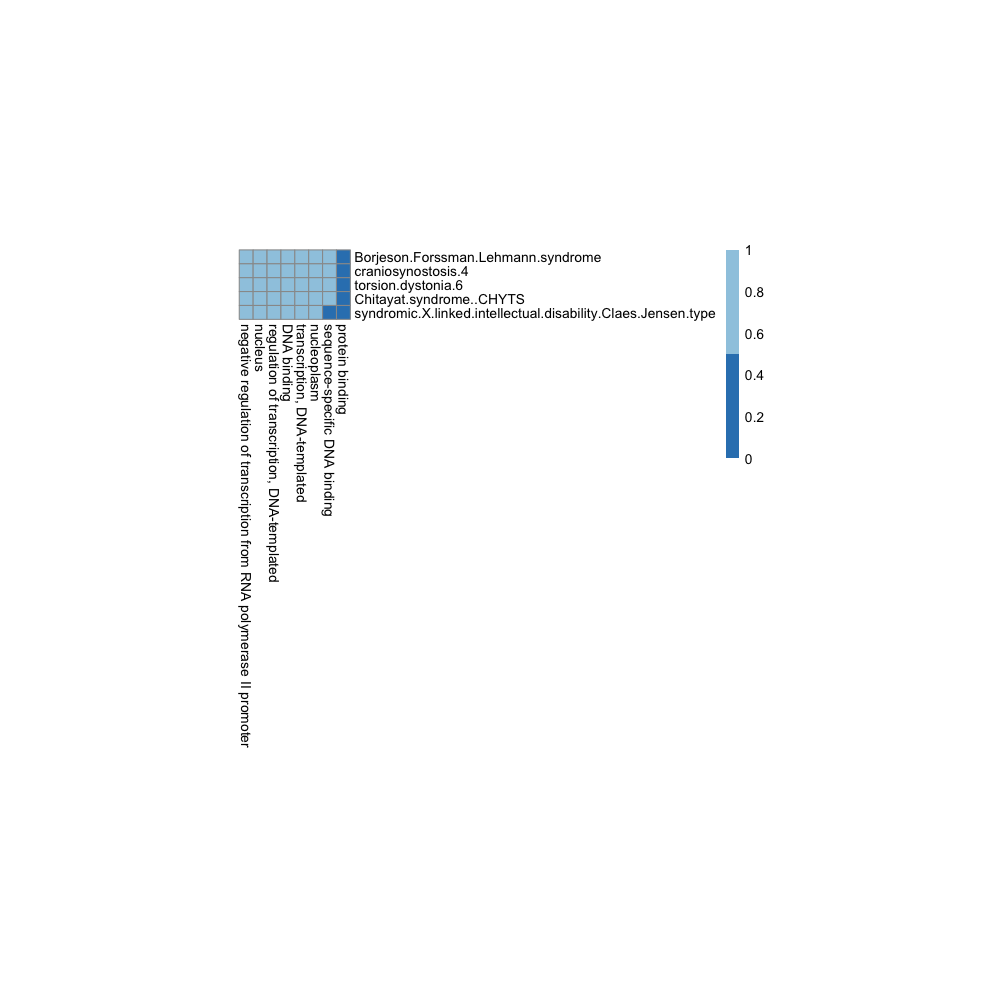 Borjeson.Forssman.Lehmann.syndrome
craniosynostosis.4
torsion.dystonia.6
Chitayat.syndrome..CHYTS
syndromic.X.linked.intellectual.disability.Claes.Jensen.type
negative regulation of transcription from RNA polymerase II promoter
nucleus
regulation of transcription, DNA-templated
DNA binding
transcription, DNA-templated
nucleoplasm
sequence-specific DNA binding
protein binding
1
0.8
0.6
0.4
0.2
0